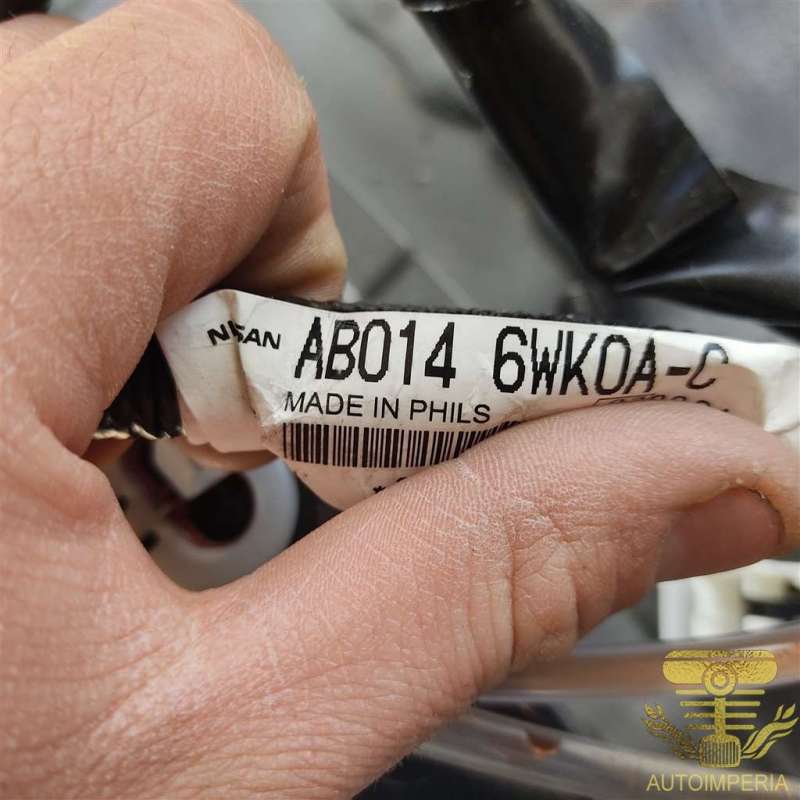 NISSAN AB014 6WK0A-C
MADE IN PHILS
AUTOIMPERIA